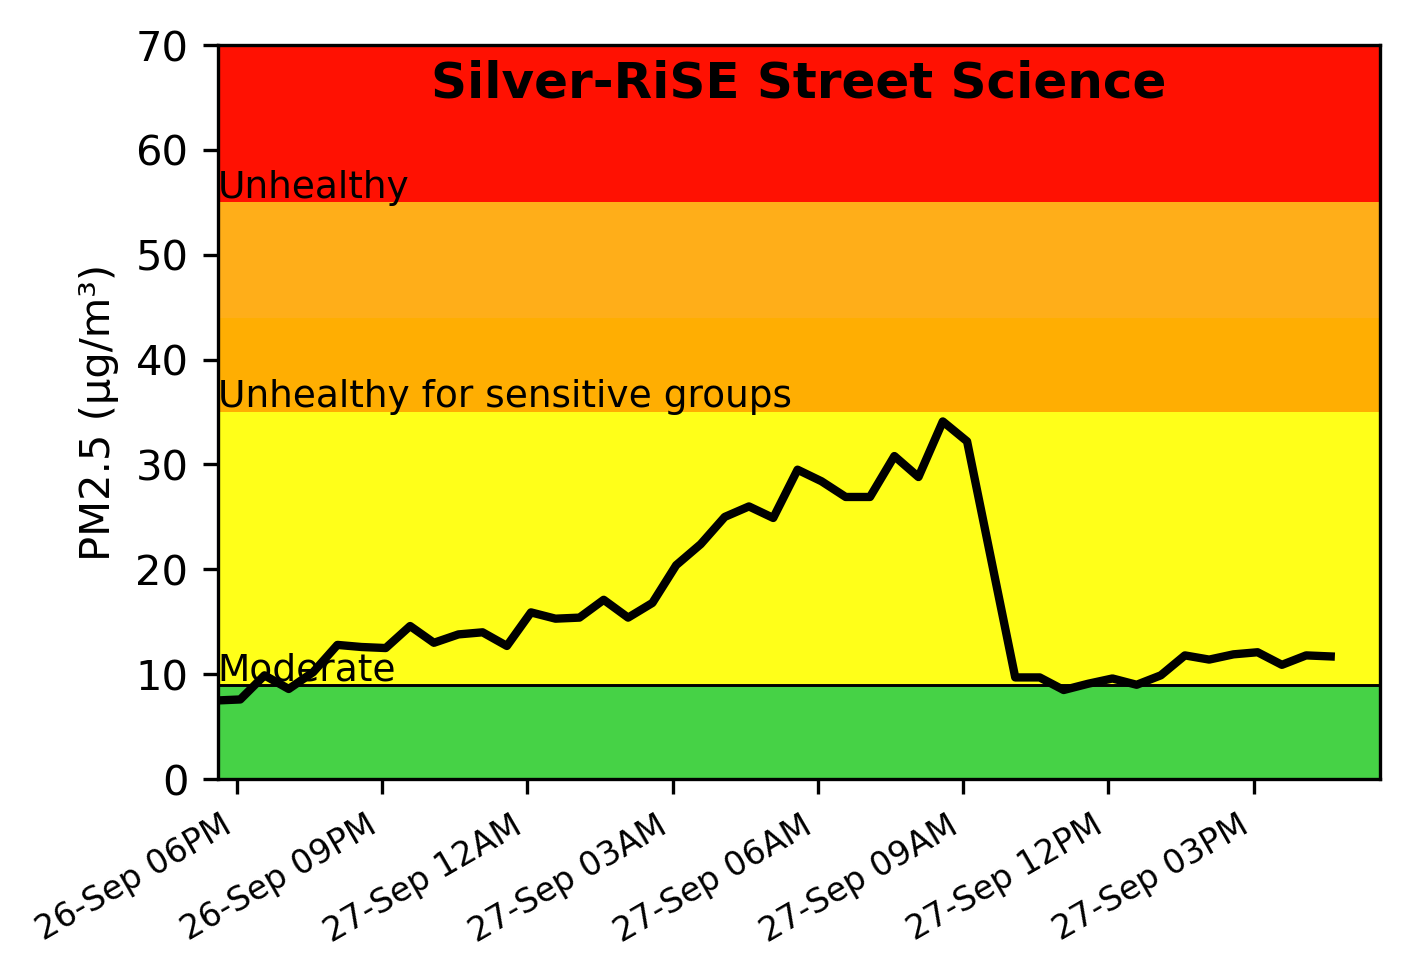 Silver-RiSE Street Science
70
60
Unhealthy
50
40
Unhealthy for sensitive groups
30
20
10
Moderate
0
PM2.5 (µg/m³)
26-Sep 06PM
26-Sep 09PM
27-Sep 12AM
27-Sep 03AM
27-Sep 06AM
27-Sep 09AM
27-Sep 12PM
27-Sep 03PM